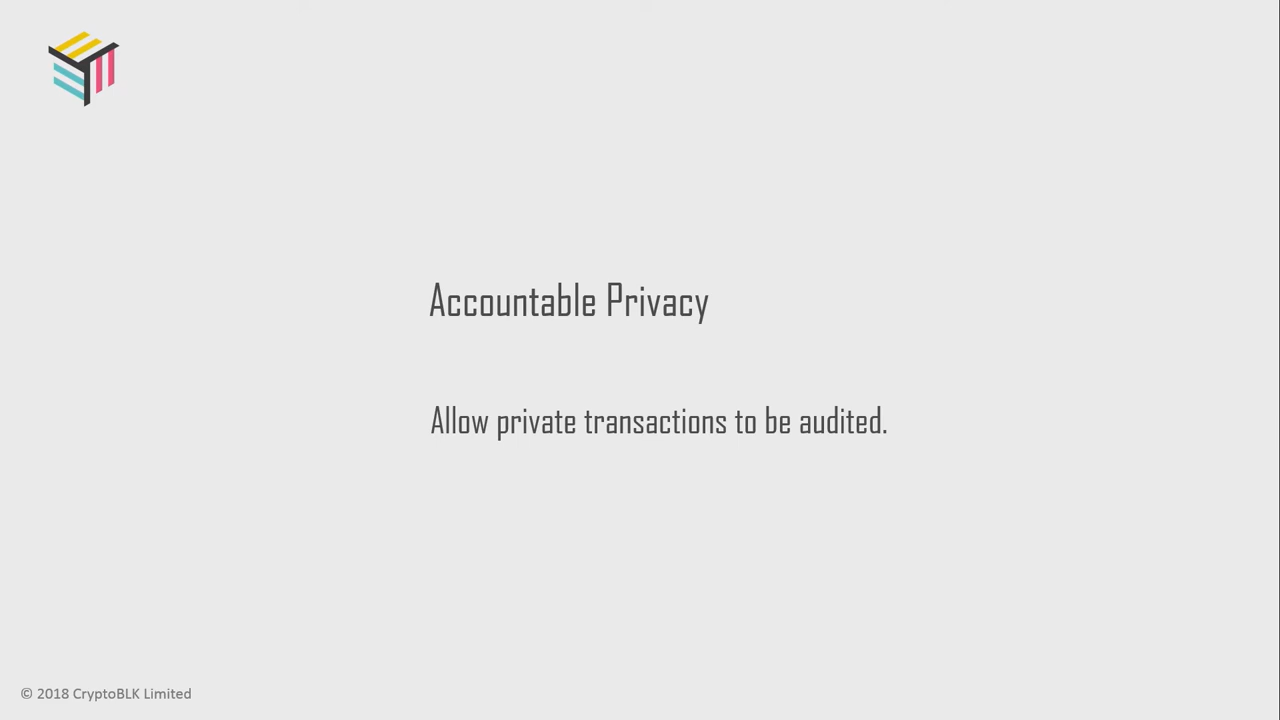 Accountable Privacy
Allow private transactions to be audited.
© 2018 CryptoBLK Limited